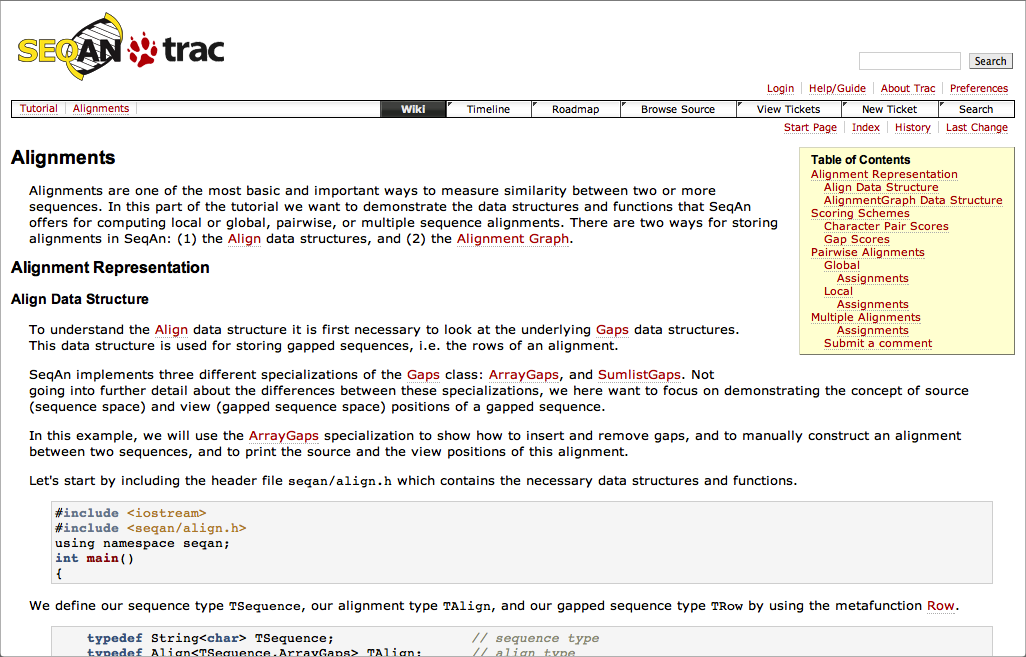 SEQAN trac
Search
Login Help/Guide About Trac Preferences
Tutorial Alignments Wiki Timeline Roadmap Browse Source View Tickets New Ticket Search
Start Page Index History Last Change
Alignments
Alignments are one of the most basic and important ways to measure similarity between two or more
sequences. In this part of the tutorial we want to demonstrate the data structures and functions that SeqAn
offers for computing local or global, pairwise, or multiple sequence alignments. There are two ways for storing
alignments in SeqAn: (1) the Align data structures, and (2) the Alignment Graph.
Table of Contents
Alignment Representation
Align Data Structure
AlignmentGraph Data Structure
Scoring Schemes
Character Pair Scores
Gap Scores
Pairwise Alignments
Global
Assignments
Local
Assignments
Multiple Alignments
Assignments
Submit a comment
Alignment Representation
Align Data Structure
To understand the Align data structure it is first necessary to look at the underlying Gaps data structures.
This data structure is used for storing gapped sequences, i.e. the rows of an alignment.
SeqAn implements three different specializations of the Gaps class: ArrayGaps, and SumlistGaps. Not
going into further detail about the differences between these specializations, we here want to focus on demonstrating the concept of source
(sequence space) and view (gapped sequence space) positions of a gapped sequence.
In this example, we will use the ArrayGaps specialization to show how to insert and remove gaps, and to manually construct an alignment
between two sequences, and to print the source and the view positions of this alignment.
Let's start by including the header file seqan/align.h which contains the necessary data structures and functions.
#include <iostream>
#include <seqan/align.h>
using namespace seqan;
int main()
{
We define our sequence type TSequence, our alignment type TAlign, and our gapped sequence type TRow by using the metafunction Row.
typedef String<char> TSequence; // sequence type
typedef Align<TSequence,ArrayGaps> TAlign; // align type